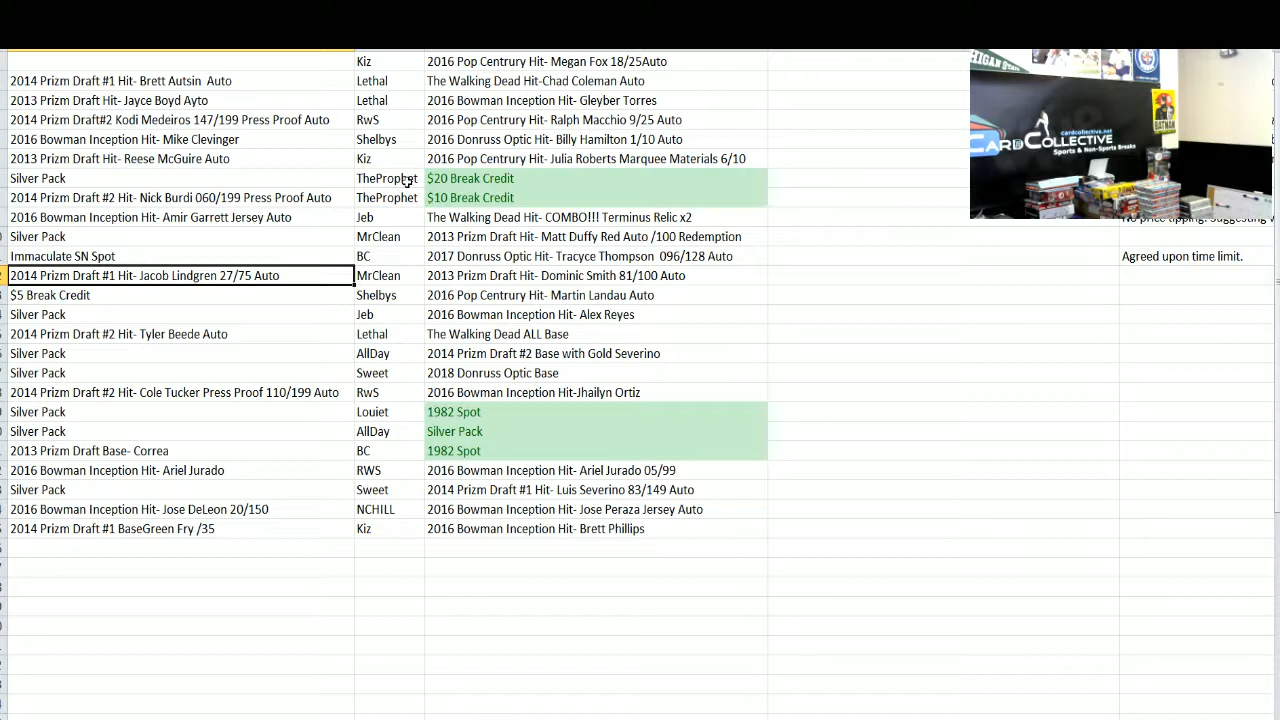 Kiz 2016 Pop Centrury Hit- Megan Fox 18/25Auto
2014 Prizm Draft #1 Hit- Brett Autsin Auto Lethal The Walking Dead Hit-Chad Coleman Auto
2013 Prizm Draft Hit- Jayce Boyd Ayto Lethal 2016 Bowman Inception Hit- Gleyber Torres
2014 Prizm Draft#2 Kodi Medeiros 147/199 Press Proof Auto RwS 2016 Pop Centrury Hit- Ralph Macchio 9/25 Auto
2016 Bowman Inception Hit- Mike Clevinger Shelbys 2016 Donruss Optic Hit- Billy Hamilton 1/10 Auto
2013 Prizm Draft Hit- Reese McGuire Auto Kiz 2016 Pop Centrury Hit- Julia Roberts Marquee Materials 6/10
Silver Pack TheProphet $20 Break Credit
2014 Prizm Draft #2 Hit- Nick Burdi 060/199 Press Proof Auto TheProphet $10 Break Credit
2016 Bowman Inception Hit- Amir Garrett Jersey Auto Jeb The Walking Dead Hit- COMBO!!! Terminus Relic x2
No price tipping. Suggesting
Silver Pack MrClean 2013 Prizm Draft Hit- Matt Duffy Red Auto /100 Redemption
Immaculate SN Spot BC 2017 Donruss Optic Hit- Tracyce Thompson 096/128 Auto Agreed upon time limit.
2014 Prizm Draft #1 Hit- Jacob Lindgren 27/75 Auto MrClean 2013 Prizm Draft Hit- Dominic Smith 81/100 Auto
$5 Break Credit Shelbys 2016 Pop Century Hit- Martin Landau Auto
Silver Pack Jeb 2016 Bowman Inception Hit- Alex Reyes
2014 Prizm Draft #2 Hit- Tyler Beede Auto Lethal The Walking Dead ALL Base
Silver Pack AllDay 2014 Prizm Draft #2 Base with Gold Severino
Silver Pack Sweet 2018 Donruss Optic Base
2014 Prizm Draft #2 Hit- Cole Tucker Press Proof 110/199 Auto RwS 2016 Bowman Inception Hit-Jhailyn Ortiz
Silver Pack Louiet 1982 Spot
Silver Pack AllDay Silver Pack
2013 Prizm Draft Base- Correa BC 1982 Spot
2016 Bowman Inception Hit- Ariel Jurado RWS 2016 Bowman Inception Hit- Ariel Jurado 05/99
Silver Pack Sweet 2014 Prizm Draft #1 Hit- Luis Severino 83/149 Auto
2016 Bowman Inception Hit- Jose DeLeon 20/150 NCHILL 2016 Bowman Inception Hit- Jose Peraza Jersey Auto
2014 Prizm Draft #1 BaseGreen Fry /35 Kiz 2016 Bowman Inception Hit- Brett Phillips
HIGAN
BATMAN
cardcollective.net
CARDCOLLECTIVE
Sports & Non-Sports Breaks